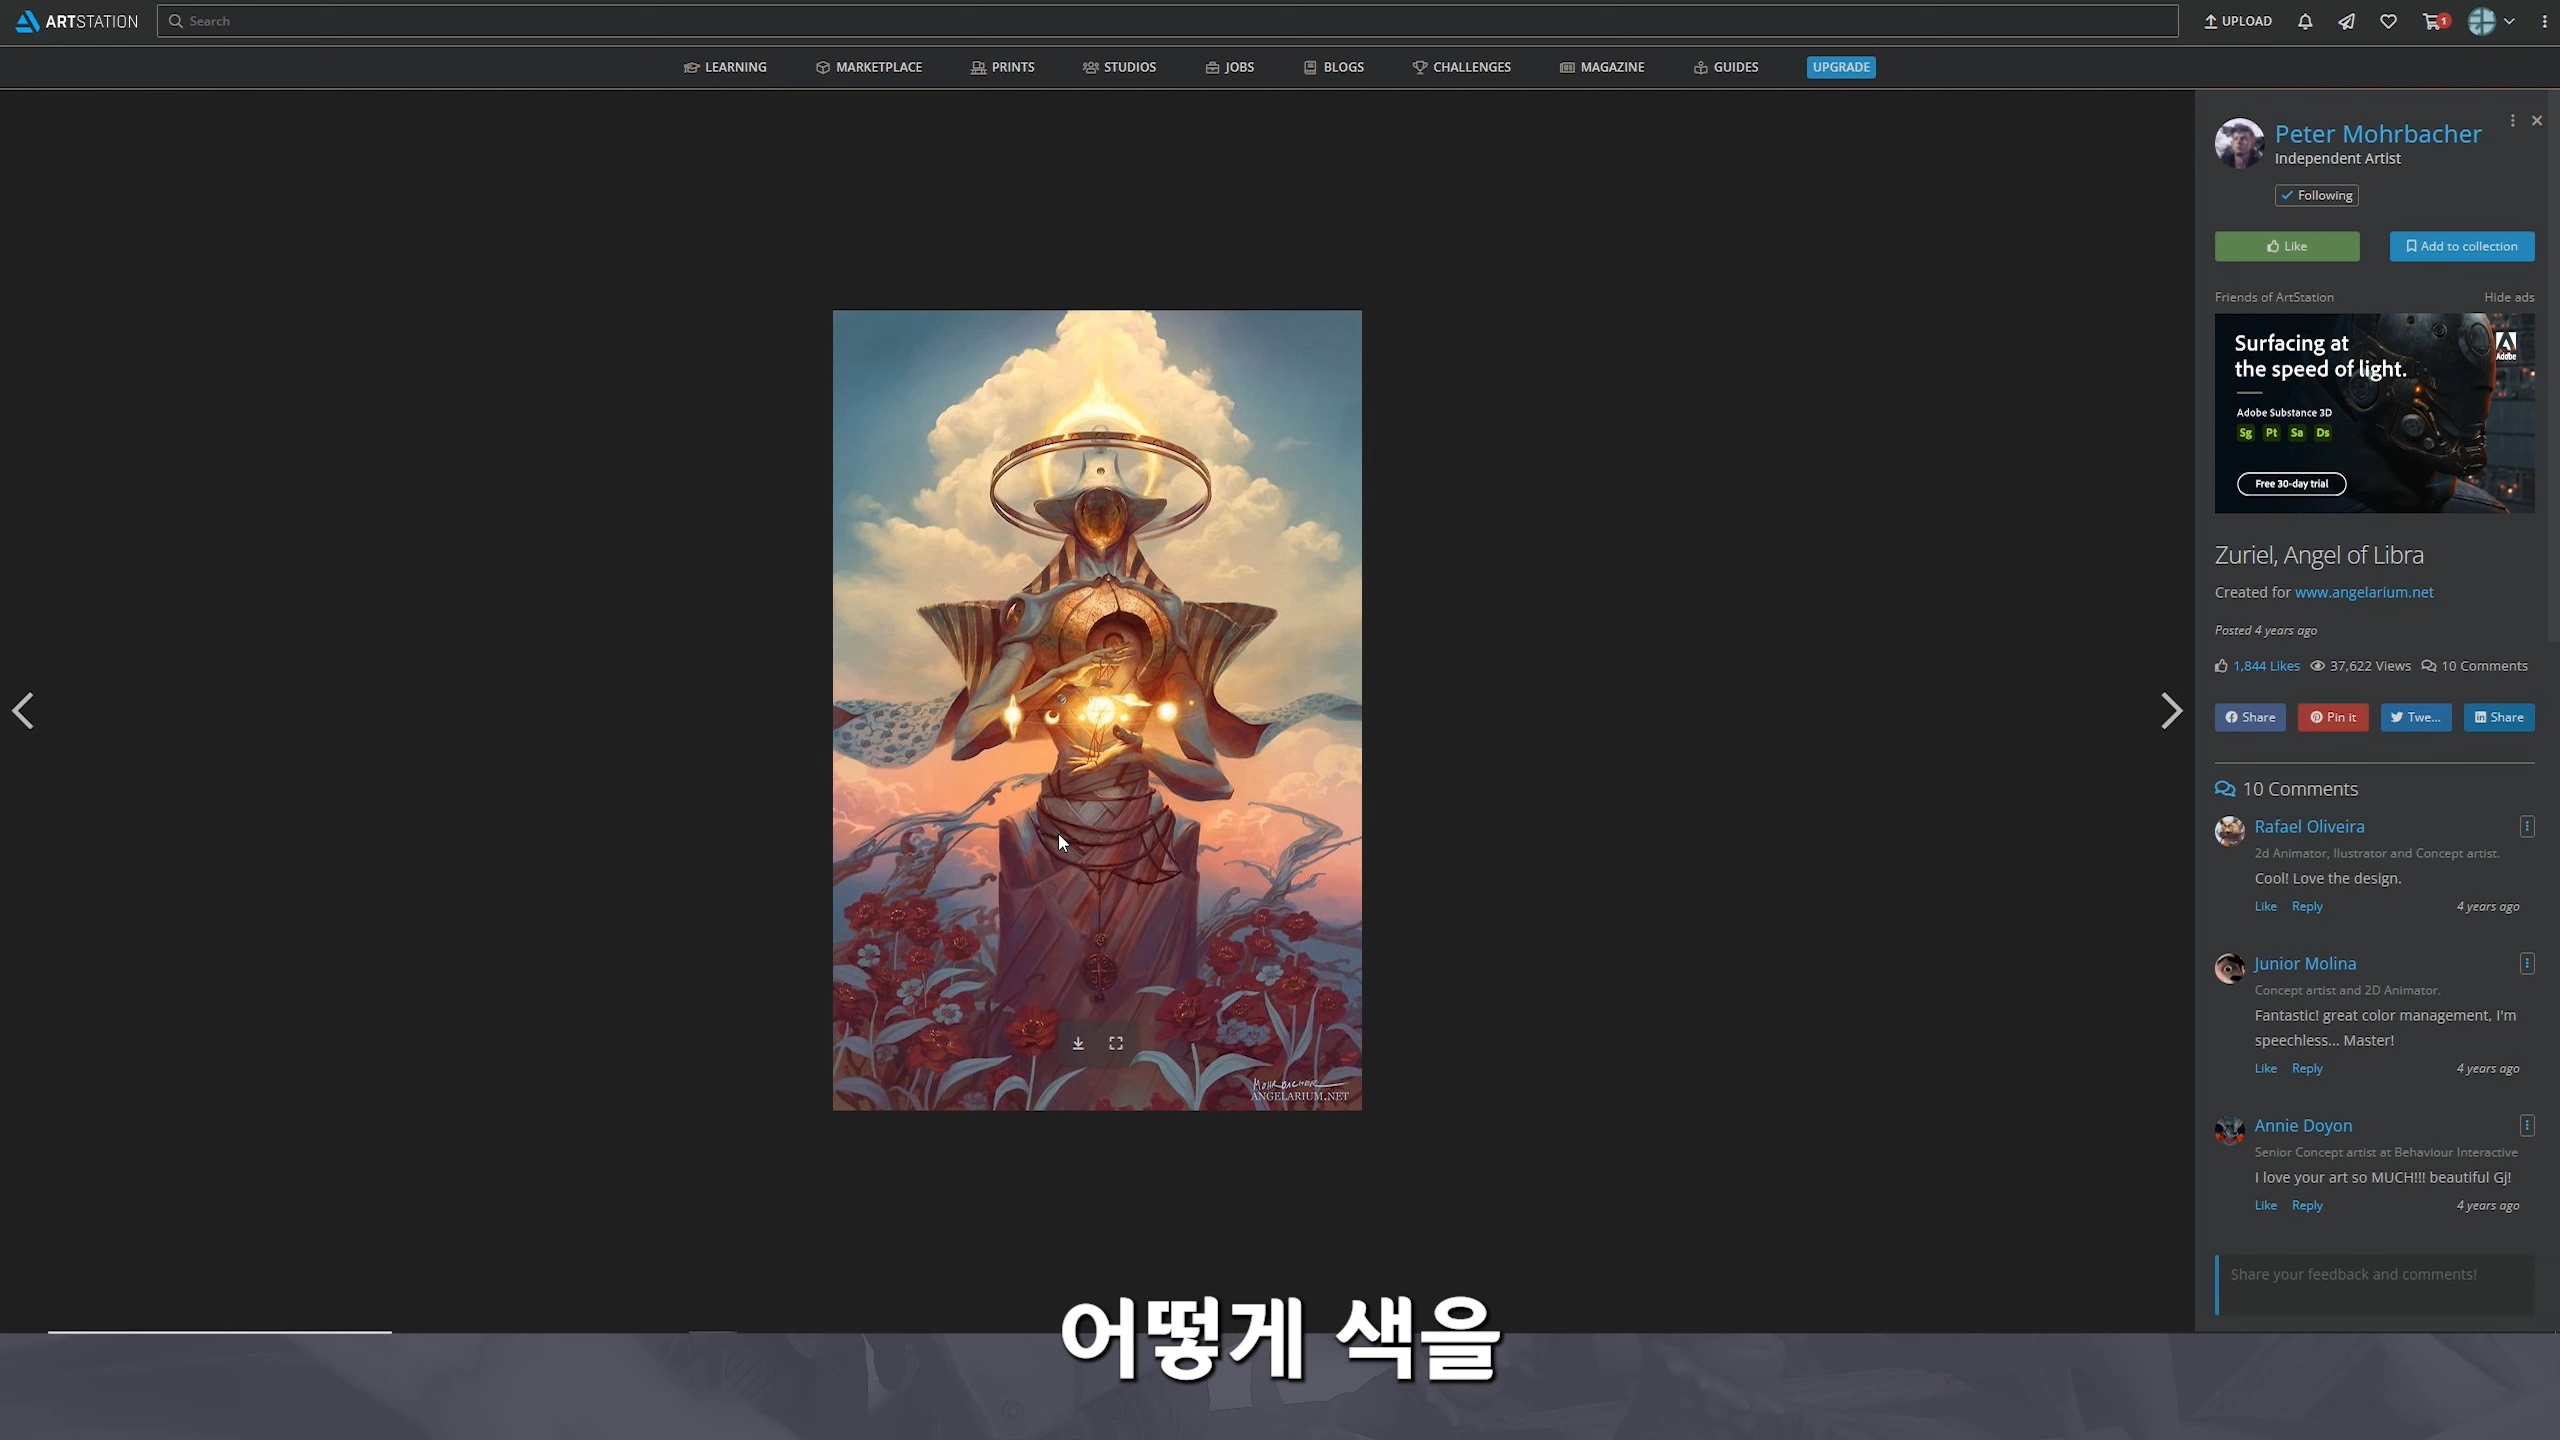 ARTSTATION
Search
UPLOAD
1
LEARNING
MARKETPLACE
PRINTS
STUDIOS
JOBS
BLOGS
CHALLENGES
MAGAZINE
GUIDES
UPGRADE
Peter Mohrbacher
Independent Artist
Following
Like
Add to collection
Friends of ArtStation
Hide ads
Surfacing at
the speed of light.
Adobe
Adobe Substance 3D
Sg Pt Sa Ds
Free 30-day trial
Zuriel, Angel of Libra
Created for www.angelarium.net
Posted 4 years ago
1,844 Likes 37,622 Views 10 Comments
Share Pin it Twe... Share
10 Comments
Rafael Oliveira
2d Animator, Ilustrator and Concept artist.
Cool! Love the design.
Like Reply 4 years ago
Junior Molina
Concept artist and 2D Animator.
Fantastic! great color management, I'm
speechless... Master!
Like Reply 4 years ago
Annie Doyon
Senior Concept artist at Behaviour Interactive
I love your art so MUCH!!! beautiful GJ!
Like Reply 4 years ago
Share your feedback and comments!
MOHRBACHER
ANGELARIUM.NET
어떻게 색을